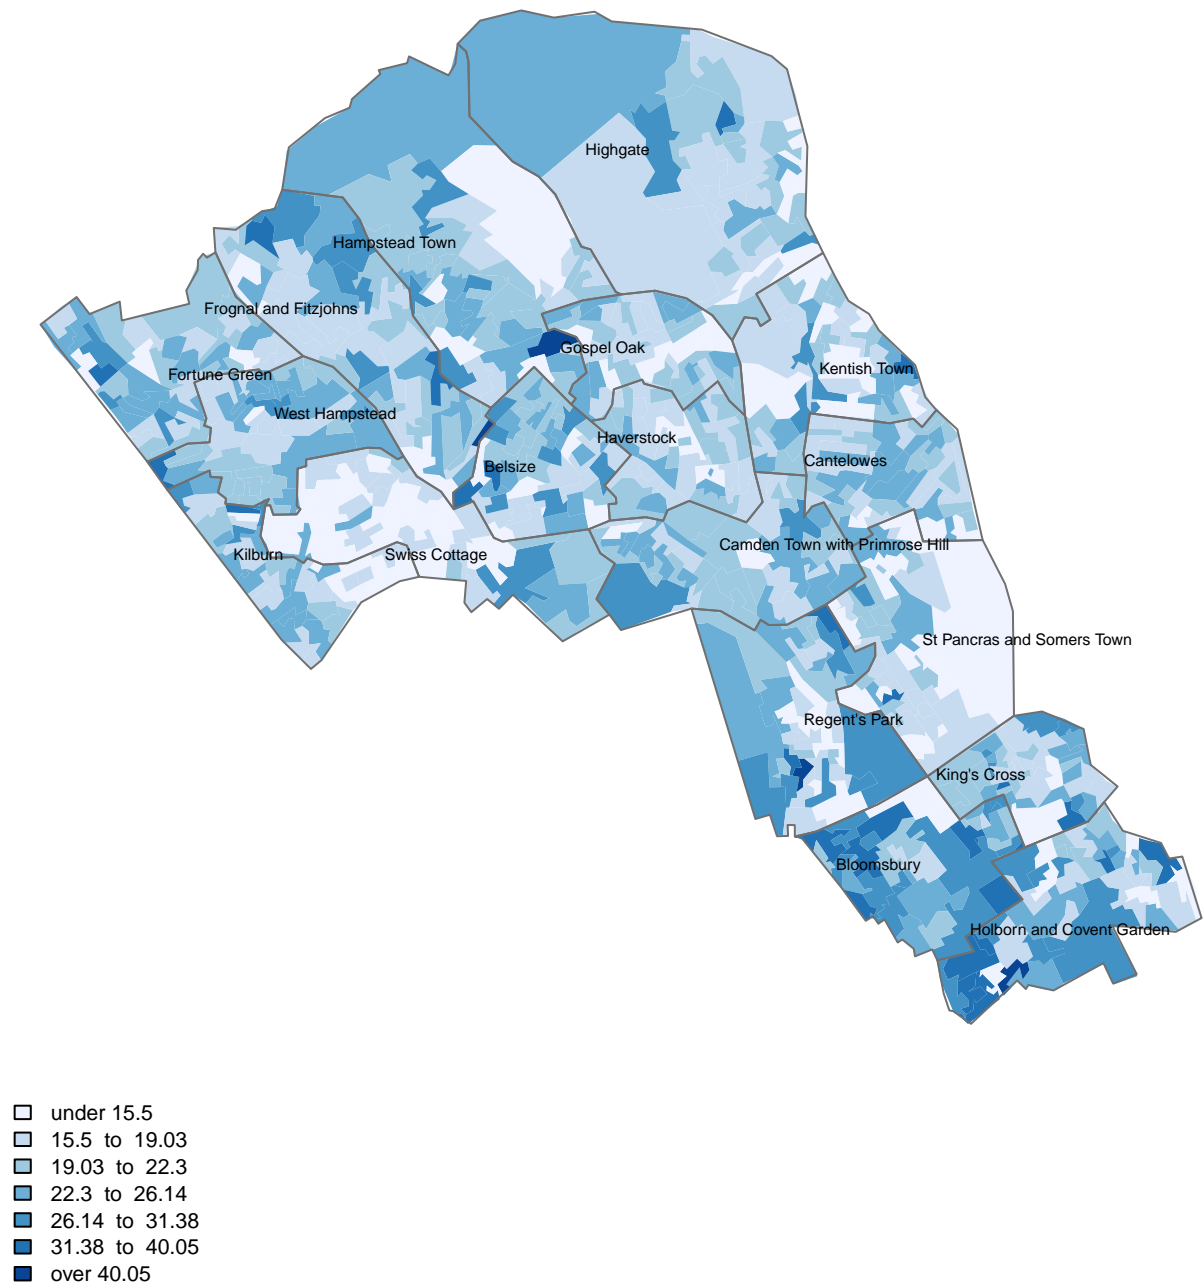 Highgate
Hampstead Town
Frognal and Fitzjohns
Gospel Oak
Kentish Town
Fortune Green
West Hampstead
Haverstock
Cantelowes
Belsize
Camden Town with Primrose Hill
Kilburn
Swiss Cottage
St Pancras and Somers Town
Regent's Park
King's Cross
Bloomsbury
Holborn and Covent Garden
under 15.5
15.5 to 19.03
19.03 to 22.3
22.3 to 26.14
26.14 to 31.38
31.38 to 40.05
over 40.05